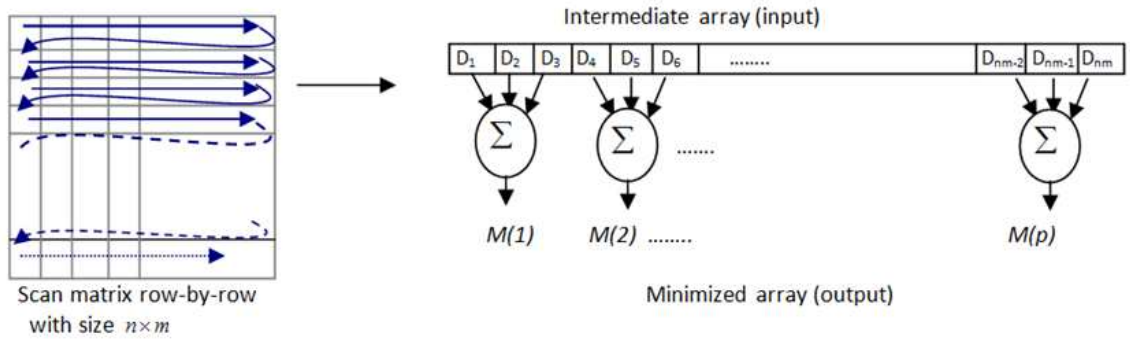 Intermediate array (input)
D1 D2 D3 D4 D5 D6 ........ Dnm-2 Dnm-1 Dnm
Σ Σ ....... Σ
M(1) M(2) ........ M(p)
Scan matrix row-by-row
with size n×m
Minimized array (output)